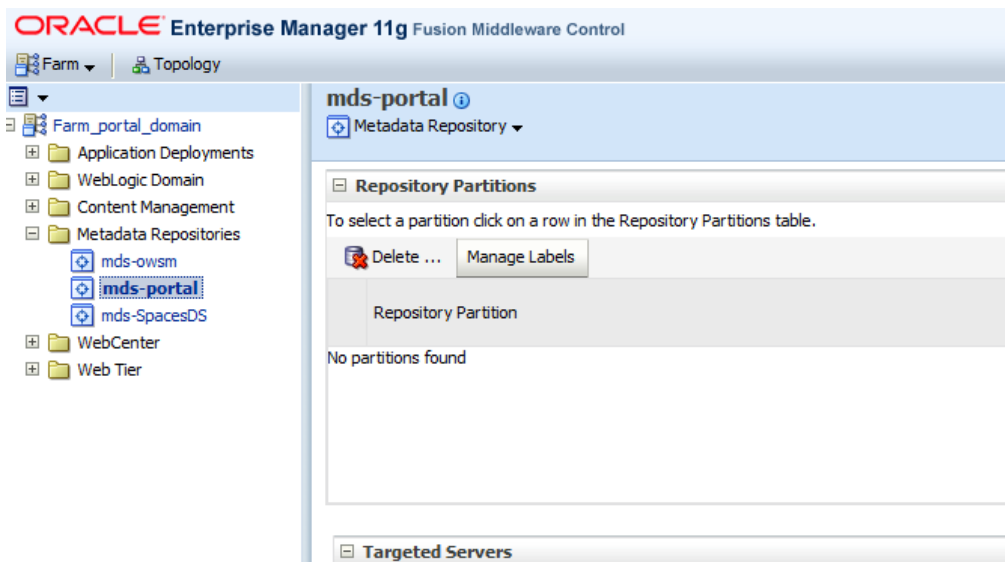 ORACLE Enterprise Manager 11g Fusion Middleware Control
Farm Topology
Farm_portal_domain
Application Deployments
WebLogic Domain
Content Management
Metadata Repositories
mds-owsm
mds-portal
mds-SpacesDS
WebCenter
Web Tier
mds-portal
Metadata Repository
Repository Partitions
To select a partition click on a row in the Repository Partitions table.
Delete ... Manage Labels
Repository Partition
No partitions found
Targeted Servers